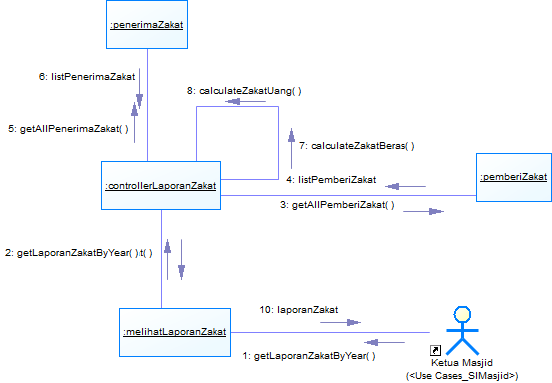 :penerimaZakat
6: listPenerimaZakat
8: calculateZakatUang( )
5: getAllPenerimaZakat( )
7: calculateZakatBeras( )
:controllerLaporanZakat
4: listPemberiZakat
:pemberiZakat
3: getAllPemberiZakat( )
2: getLaporanZakatByYear( ):t( )
10: laporanZakat
:melihatLaporanZakat
1: getLaporanZakatByYear( )
Ketua Masjid
(<Use Cases_SIMasjid>)